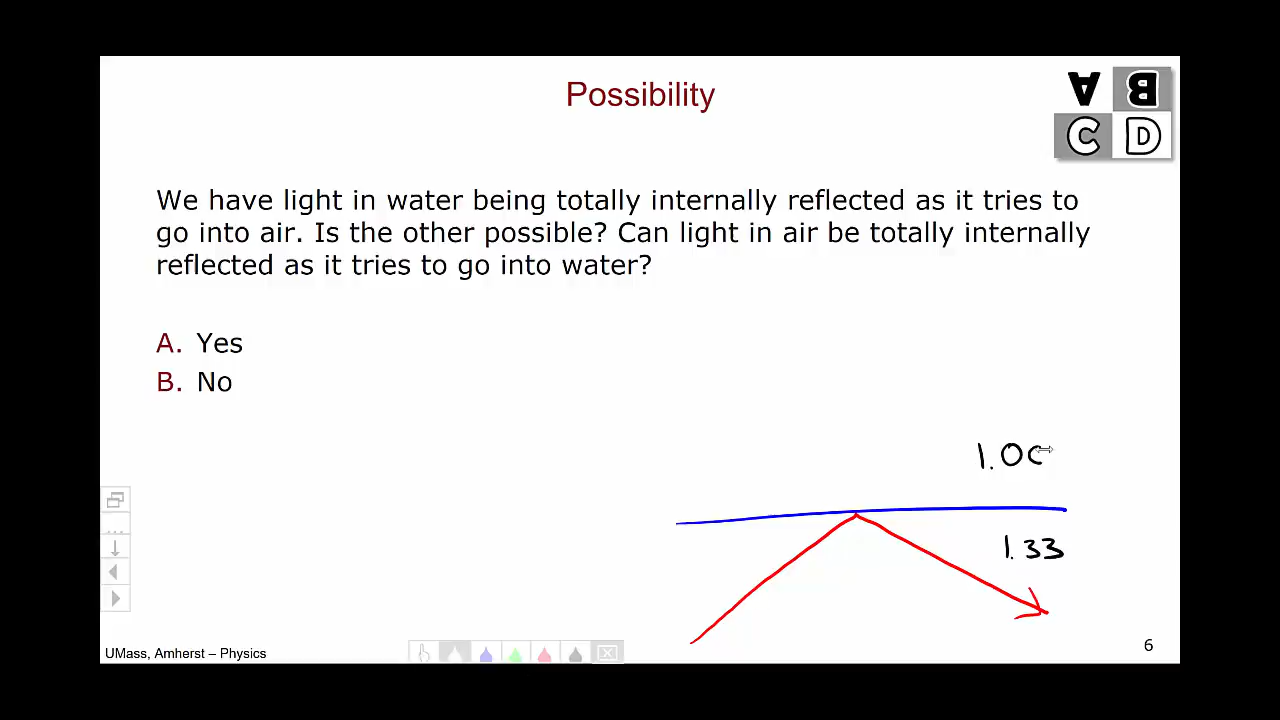 Possibility
A B
C D
We have light in water being totally internally reflected as it tries to
go into air. Is the other possible? Can light in air be totally internally
reflected as it tries to go into water?
A. Yes
B. No
1.00
1.33
...
UMass, Amherst – Physics
6